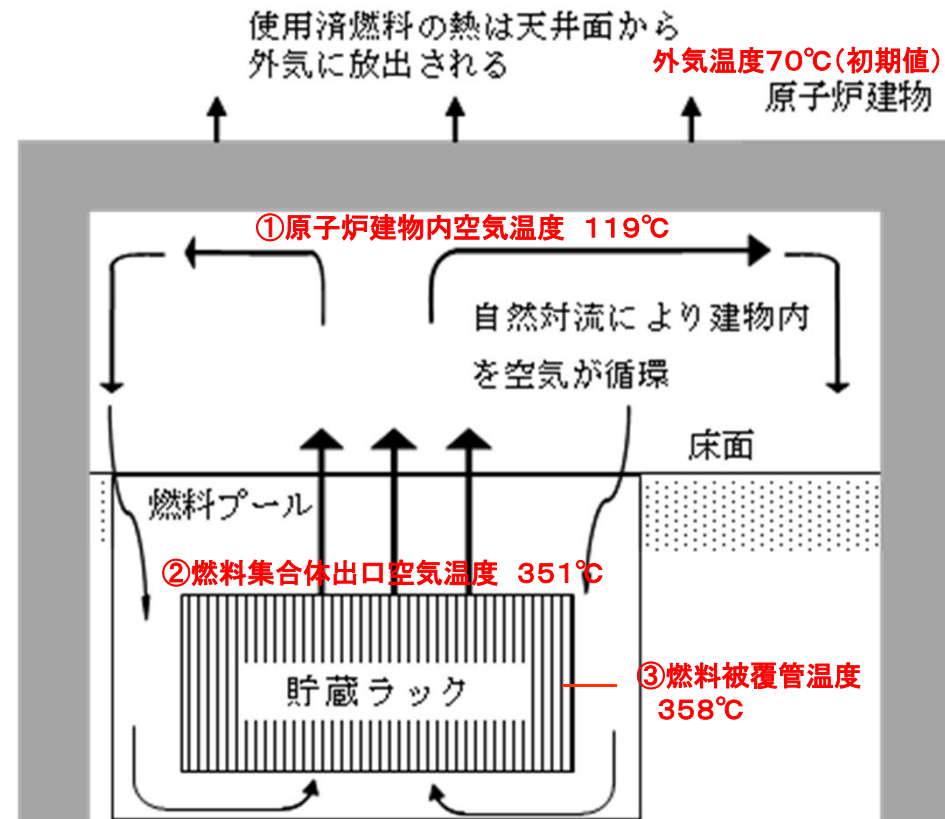 使用済燃料の熱は天井面から
外気に放出される
外気温度70℃(初期値)
原子炉建物
①原子炉建物内空気温度 119℃
自然対流により建物内
を空気が循環
床面
燃料プール
②燃料集合体出口空気温度 351℃
貯蔵ラック
③燃料被覆管温度
358℃